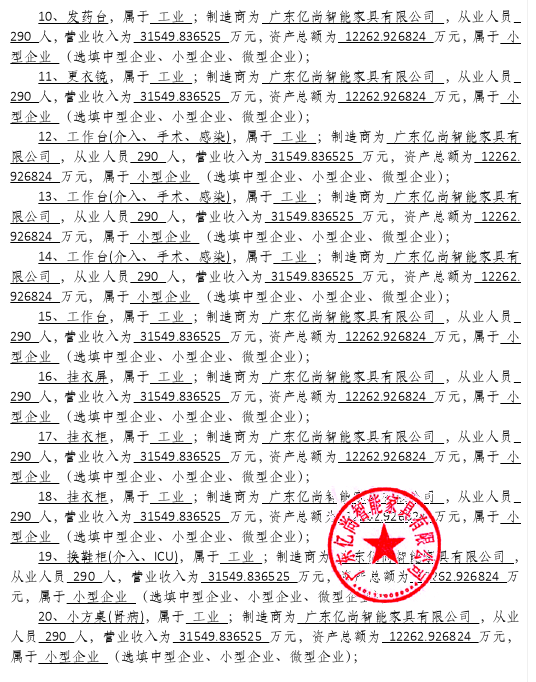 10、发药台，属于 工业 ；制造商为 广东亿尚智能家具有限公司 ，从业人员
290 人，营业收入为 31549.836525 万元，资产总额为 12262.926824 万元，属于 小
型企业 （选填中型企业、小型企业、微型企业）；
11、更衣镜，属于 工业 ；制造商为 广东亿尚智能家具有限公司 ，从业人员
290 人，营业收入为 31549.836525 万元，资产总额为 12262.926824 万元，属于 小
型企业 （选填中型企业、小型企业、微型企业）；
12、工作台(介入、手术、感染)，属于 工业 ；制造商为 广东亿尚智能家具有
限公司 ，从业人员 290 人，营业收入为 31549.836525 万元，资产总额为 12262.
926824 万元，属于 小型企业 （选填中型企业、小型企业、微型企业）；
13、工作台(介入、手术、感染)，属于 工业 ；制造商为 广东亿尚智能家具有
限公司 ，从业人员 290 人，营业收入为 31549.836525 万元，资产总额为 12262.
926824 万元，属于 小型企业 （选填中型企业、小型企业、微型企业）；
14、工作台(介入、手术、感染)，属于 工业 ；制造商为 广东亿尚智能家具有
限公司 ，从业人员 290 人，营业收入为 31549.836525 万元，资产总额为 12262.
926824 万元，属于 小型企业 （选填中型企业、小型企业、微型企业）；
15、工作台，属于 工业 ；制造商为 广东亿尚智能家具有限公司 ，从业人员
290 人，营业收入为 31549.836525 万元，资产总额为 12262.926824 万元，属于 小
型企业 （选填中型企业、小型企业、微型企业）；
16、挂衣屏，属于 工业 ；制造商为 广东亿尚智能家具有限公司 ，从业人员
290 人，营业收入为 31549.836525 万元，资产总额为 12262.926824 万元，属于 小
型企业 （选填中型企业、小型企业、微型企业）；
17、挂衣柜，属于 工业 ；制造商为 广东亿尚智能家具有限公司 ，从业人员
290 人，营业收入为 31549.836525 万元，资产总额为 12262.926824 万元，属于 小
型企业 （选填中型企业、小型企业、微型企业）；
18、挂衣柜，属于 工业 ；制造商为 广东亿尚智能家具有限公司 ，从业人员
290 人，营业收入为 31549.836525 万元，资产总额为 12262.926824 万元，属于 小
型企业 （选填中型企业、小型企业、微型企业）；
广东亿尚智能家具有限公司
19、换鞋柜(介入、ICU)，属于 工业 ；制造商为 广东亿尚智能家具有限公司 ，
从业人员 290 人，营业收入为 31549.836525 万元，资产总额为 12262.926824 万
元，属于 小型企业 （选填中型企业、小型企业、微型企业）；
20、小方桌(肾病)，属于 工业 ；制造商为 广东亿尚智能家具有限公司 ，从业
人员 290 人，营业收入为 31549.836525 万元，资产总额为 12262.926824 万元，
属于 小型企业 （选填中型企业、小型企业、微型企业）；